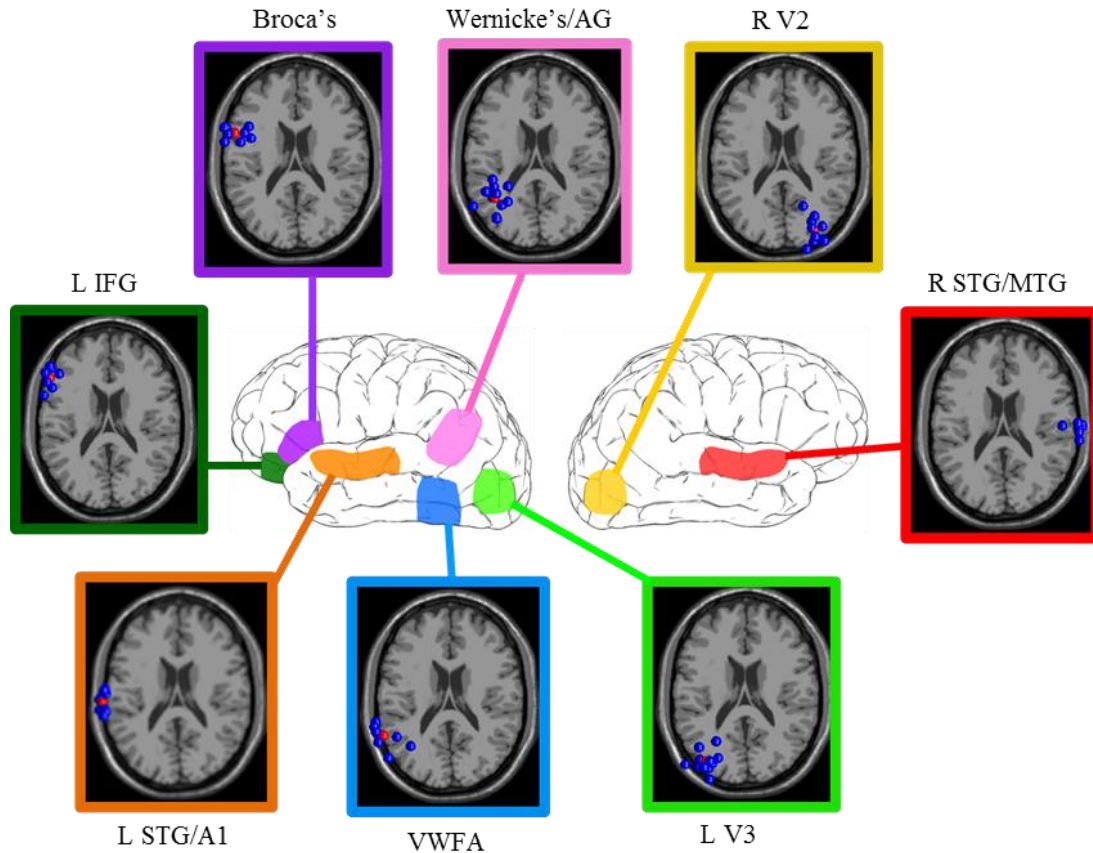 Broca's
Wernicke's/AG
R V2
L IFG
R STG/MTG
L STG/A1
VWFA
L V3